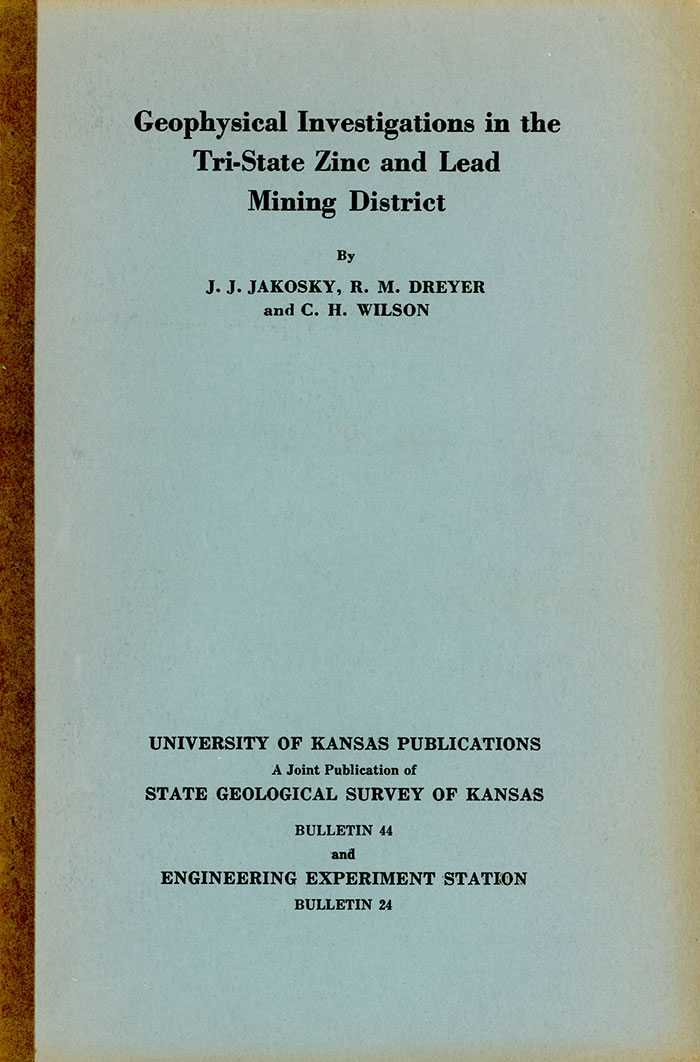 Geophysical Investigations in the
Tri-State Zinc and Lead
Mining District
By
J. J. JAKOSKY, R. M. DREYER
and C. H. WILSON
UNIVERSITY OF KANSAS PUBLICATIONS
A Joint Publication of
STATE GEOLOGICAL SURVEY OF KANSAS
BULLETIN 44
and
ENGINEERING EXPERIMENT STATION
BULLETIN 24